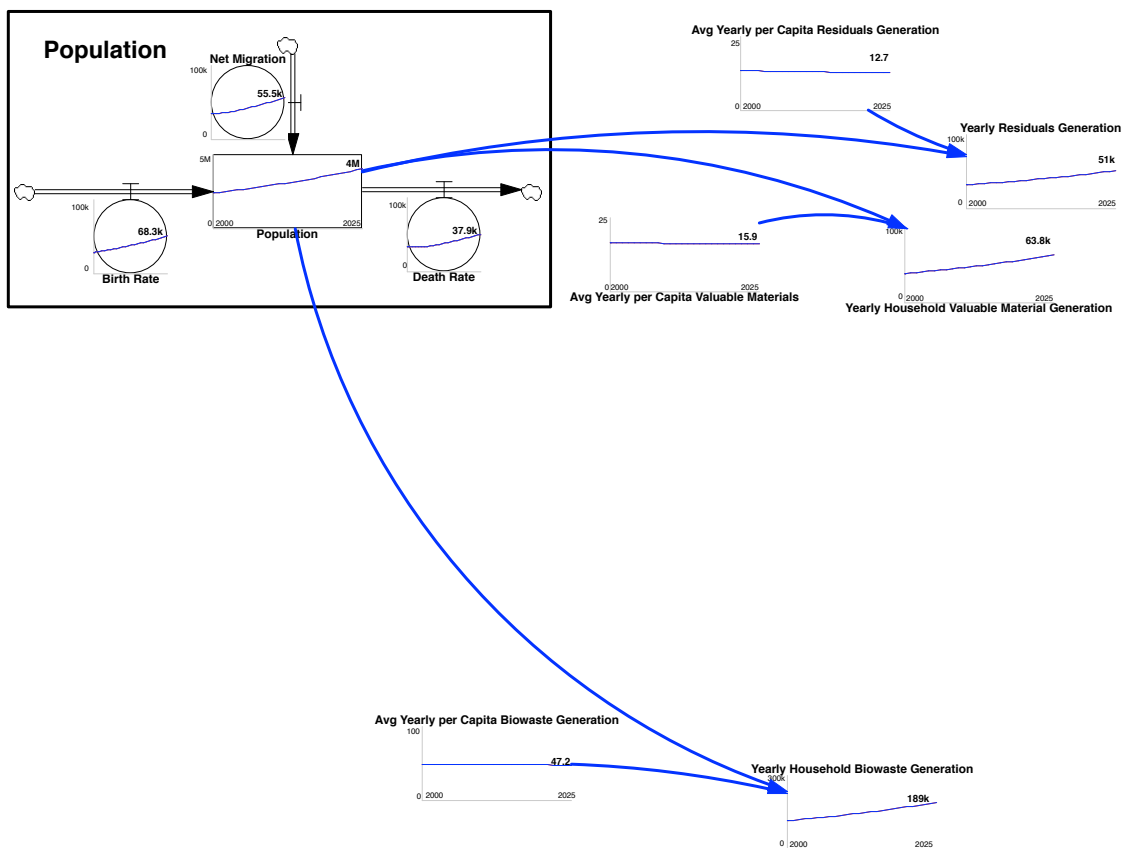 Population
Net Migration
100k
55.5k
0
5M
4M
0
2000
2025
Population
100k
68.3k
0
Birth Rate
100k
37.9k
0
Death Rate
Avg Yearly per Capita Residuals Generation
25
12.7
0
2000
2025
Yearly Residuals Generation
100k
51k
0
2000
2025
25
15.9
0
2000
2025
Avg Yearly per Capita Valuable Materials
100k
63.8k
0
2000
2025
Yearly Household Valuable Material Generation
Avg Yearly per Capita Biowaste Generation
100
47.2
0
2000
2025
Yearly Household Biowaste Generation
300k
189k
0
2000
2025